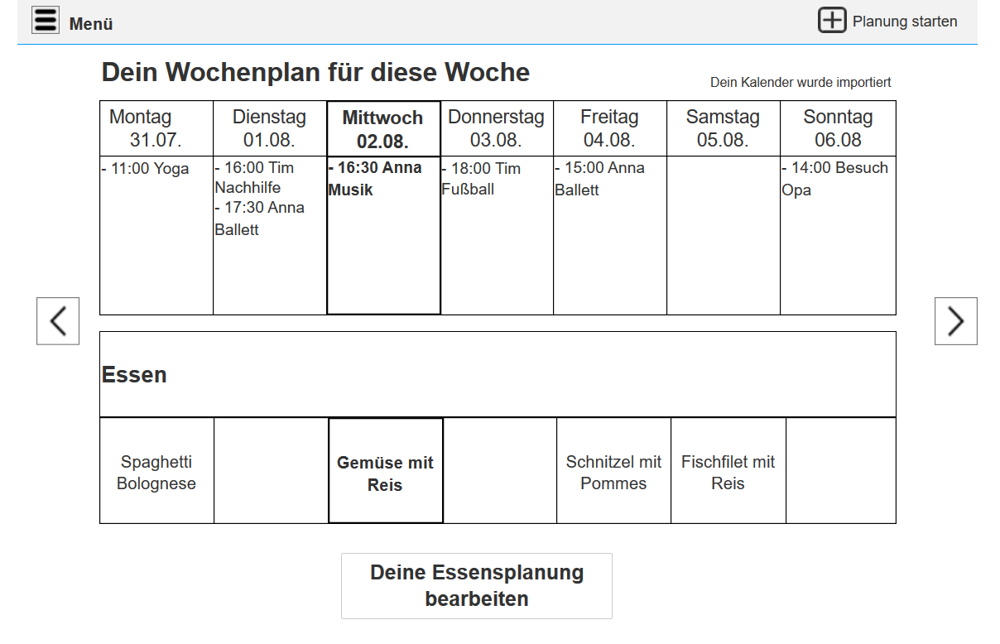 Menü
Planung starten
Dein Wochenplan für diese Woche
Dein Kalender wurde importiert
Montag
31.07.
Dienstag
01.08.
Mittwoch
02.08.
Donnerstag
03.08.
Freitag
04.08.
Samstag
05.08.
Sonntag
06.08
- 11:00 Yoga
- 16:00 Tim
Nachhilfe
- 17:30 Anna
Ballett
- 16:30 Anna
Musik
- 18:00 Tim
Fußball
- 15:00 Anna
Ballett
- 14:00 Besuch
Opa
Essen
Spaghetti
Bolognese
Gemüse mit
Reis
Schnitzel mit
Pommes
Fischfilet mit
Reis
Deine Essensplanung
bearbeiten